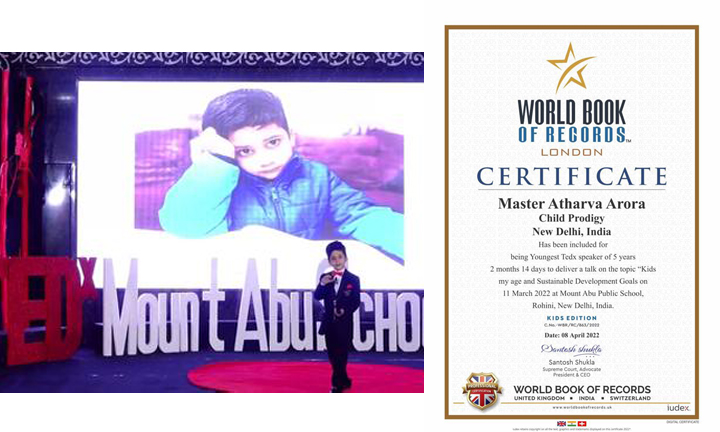 EDx
Mount Abu Schoo
WORLD BOOK
OF RECORDS TM
LONDON
CERTIFICATE
Master Atharva Arora
Child Prodigy
New Delhi, India
Has been included for
being Youngest Tedx speaker of 5 years
2 months 14 days to deliver a talk on the topic “Kids
my age and Sustainable Development Goals on
11 March 2022 at Mount Abu Public School,
Rohini, New Delhi, India.
KIDS EDITION
C.No:-WBR/RC/863/2022
Date: 08 April 2022
Santosh Shukla
Santosh Shukla
Supreme Court, Advocate
President & CEO
WORLD BOOK OF RECORDS
UNITED KINGDOM ★ INDIA ★ SWITZERLAND
www.worldbookofrecords.uk
iudex
DIGITAL CERTIFICATE